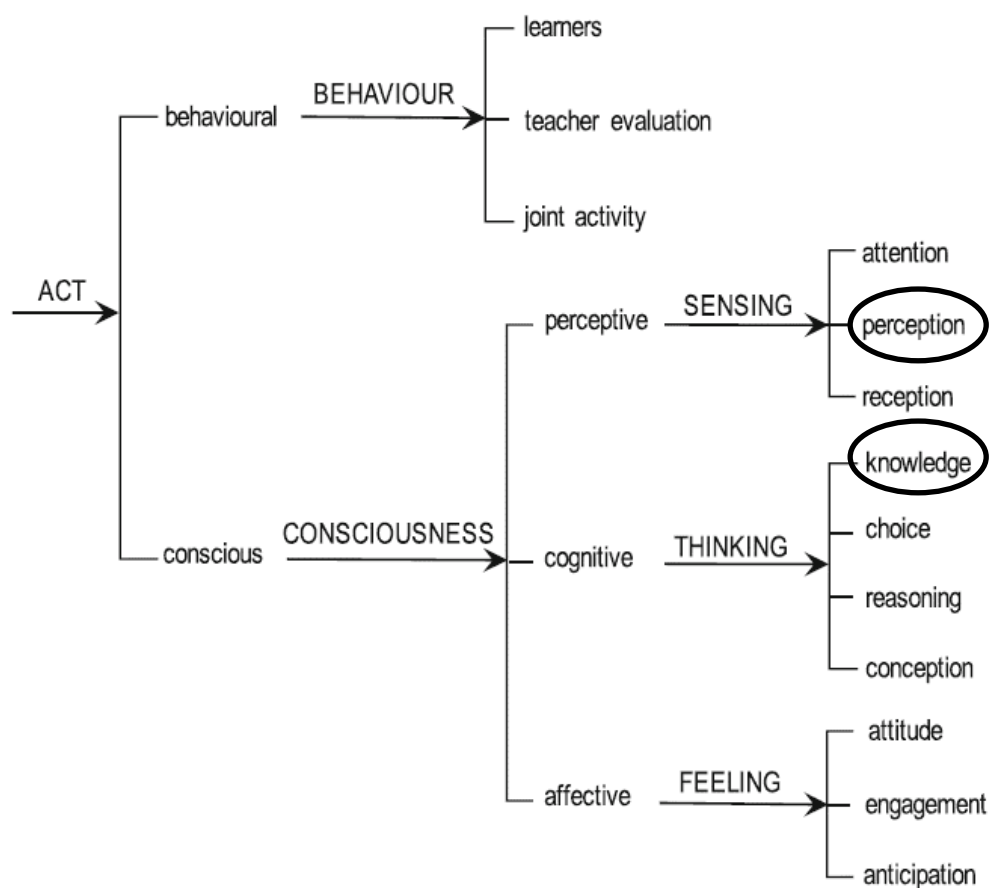 learners
BEHAVIOUR
behavioural
teacher evaluation
joint activity
ACT
attention
SENSING
perceptive
perception
reception
knowledge
CONSCIOUSNESS
choice
conscious
cognitive
THINKING
reasoning
conception
attitude
FEELING
affective
engagement
anticipation